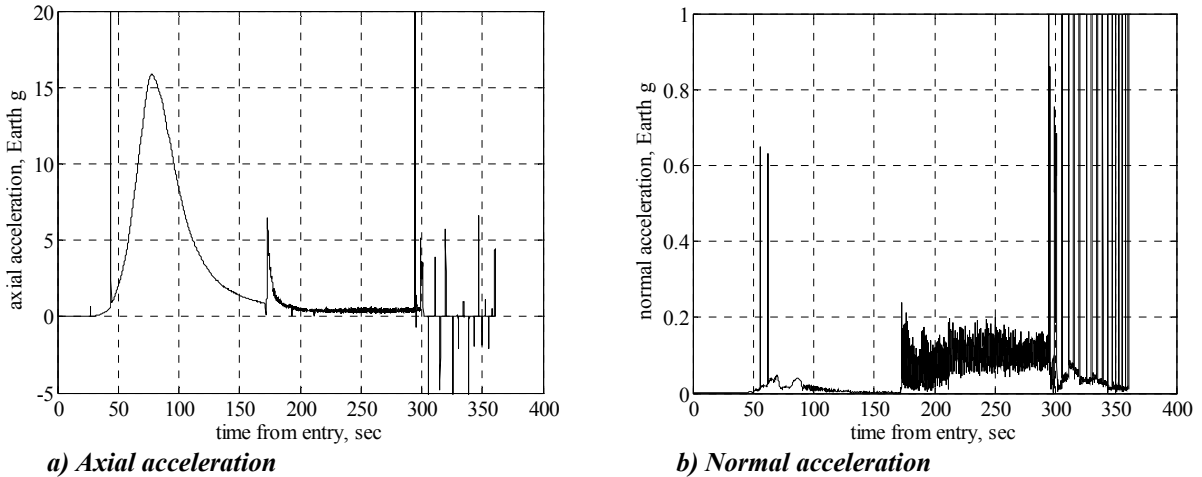 20
15
10
5
0
-5
axial acceleration, Earth g
0 50 100 150 200 250 300 350 400
time from entry, sec
a) Axial acceleration
1
0.8
0.6
0.4
0.2
0
normal acceleration, Earth g
0 50 100 150 200 250 300 350 400
time from entry, sec
b) Normal acceleration